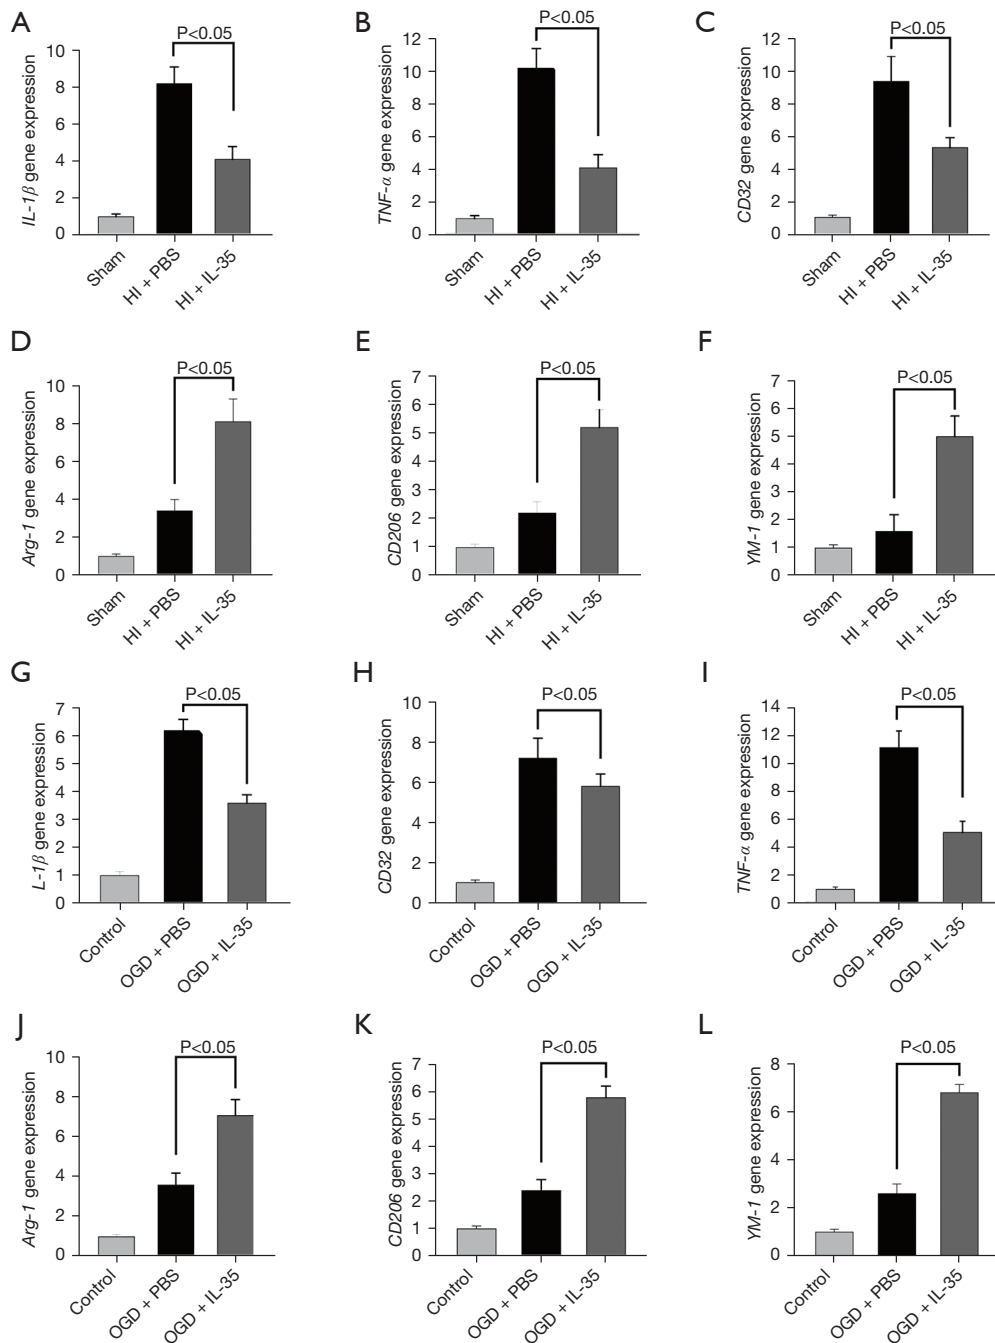 A
P<0.05
IL-1β gene expression
10
8
6
4
2
0
Sham
HI + PBS
HI + IL-35
B
P<0.05
TNF-α gene expression
12
10
8
6
4
2
0
Sham
HI + PBS
HI + IL-35
C
P<0.05
CD32 gene expression
12
10
8
6
4
2
0
Sham
HI + PBS
HI + IL-35
D
P<0.05
Arg-1 gene expression
10
8
6
4
2
0
Sham
HI + PBS
HI + IL-35
E
P<0.05
CD206 gene expression
7
6
5
4
3
2
1
0
Sham
HI + PBS
HI + IL-35
F
P<0.05
YM-1 gene expression
7
6
5
4
3
2
1
0
Sham
HI + PBS
HI + IL-35
G
P<0.05
L-1β gene expression
7
6
5
4
3
2
1
0
Control
OGD + PBS
OGD + IL-35
H
P<0.05
CD32 gene expression
10
8
6
4
2
0
Control
OGD + PBS
OGD + IL-35
I
P<0.05
TNF-α gene expression
14
12
10
8
6
4
2
0
Control
OGD + PBS
OGD + IL-35
J
P<0.05
Arg-1 gene expression
10
8
6
4
2
0
Control
OGD + PBS
OGD + IL-35
K
P<0.05
CD206 gene expression
7
6
5
4
3
2
1
0
Control
OGD + PBS
OGD + IL-35
L
P<0.05
YM-1 gene expression
8
6
4
2
0
Control
OGD + PBS
OGD + IL-35